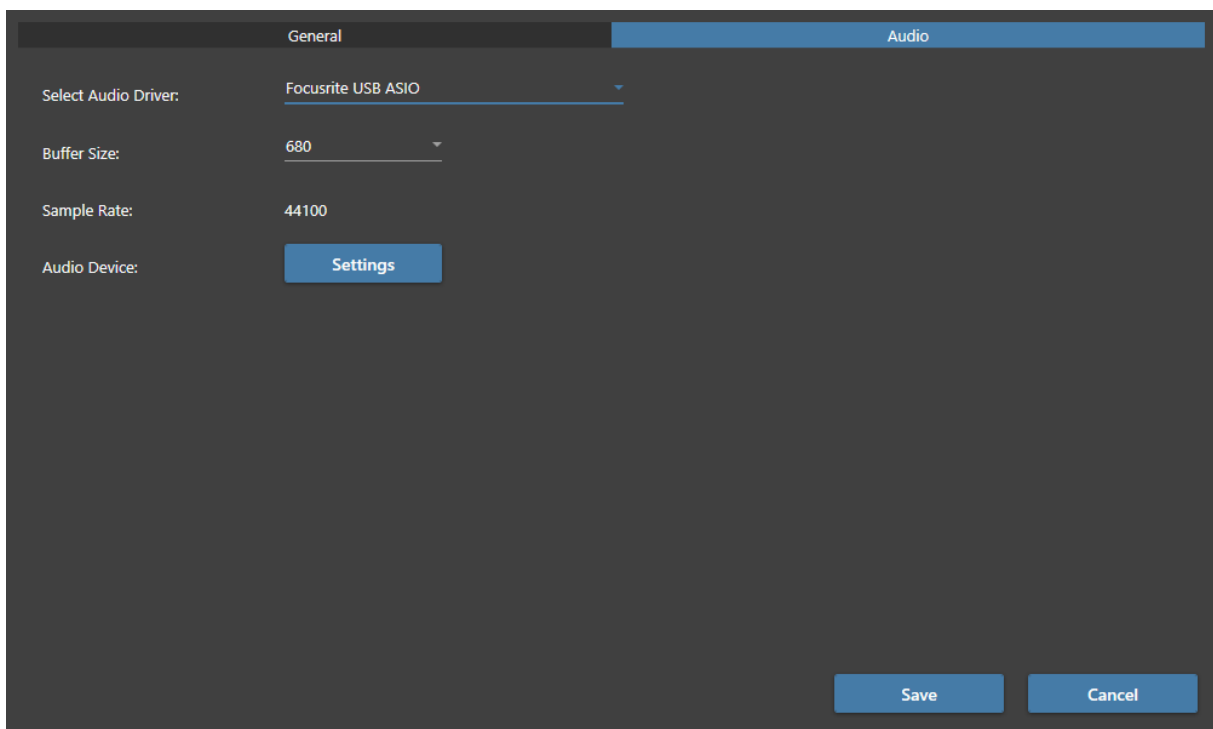 General Audio
Select Audio Driver: Focusrite USB ASIO
Buffer Size: 680
Sample Rate: 44100
Audio Device: Settings
Save Cancel